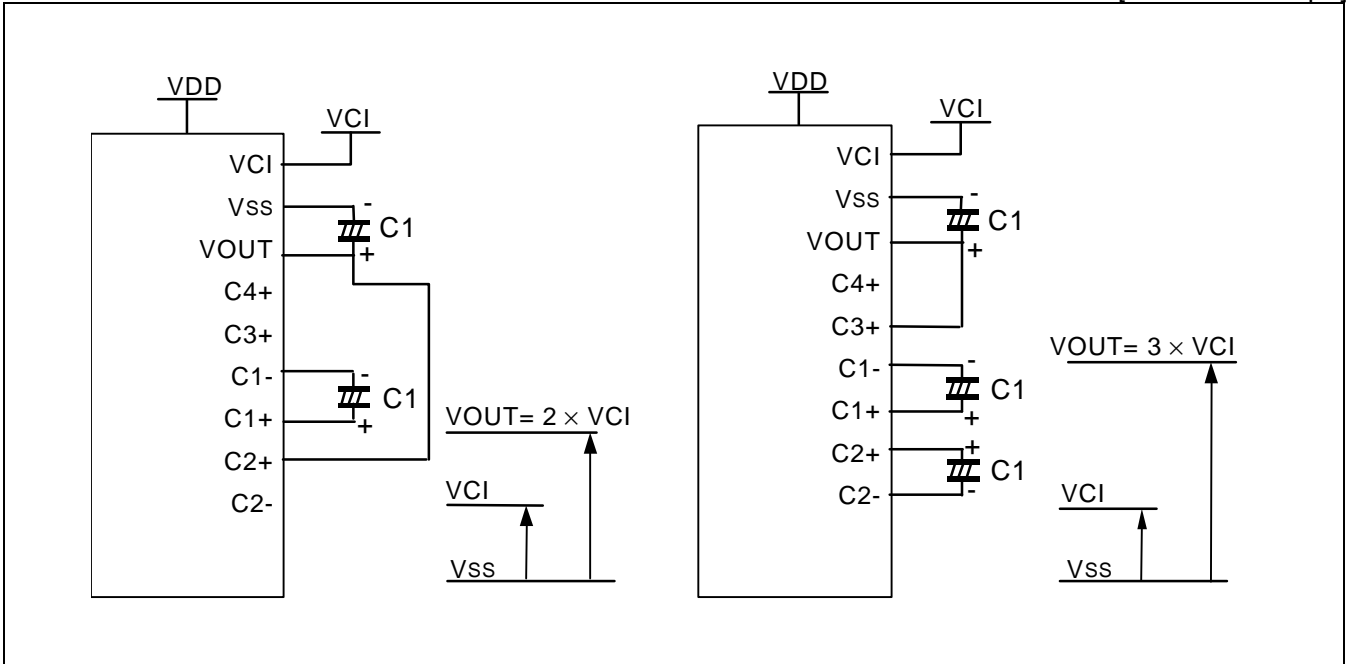 VDD
VCI
VCI
Vss
-
C1
VOUT
+
C4+
C3+
C1-
-
C1
C1+
+
C2+
C2-
VOUT= 2 × VCI
VCI
Vss
VDD
VCI
VCI
Vss
-
C1
VOUT
+
C4+
C3+
C1-
-
C1
C1+
+
C2+
+
C1
C2-
-
VOUT= 3 × VCI
VCI
Vss